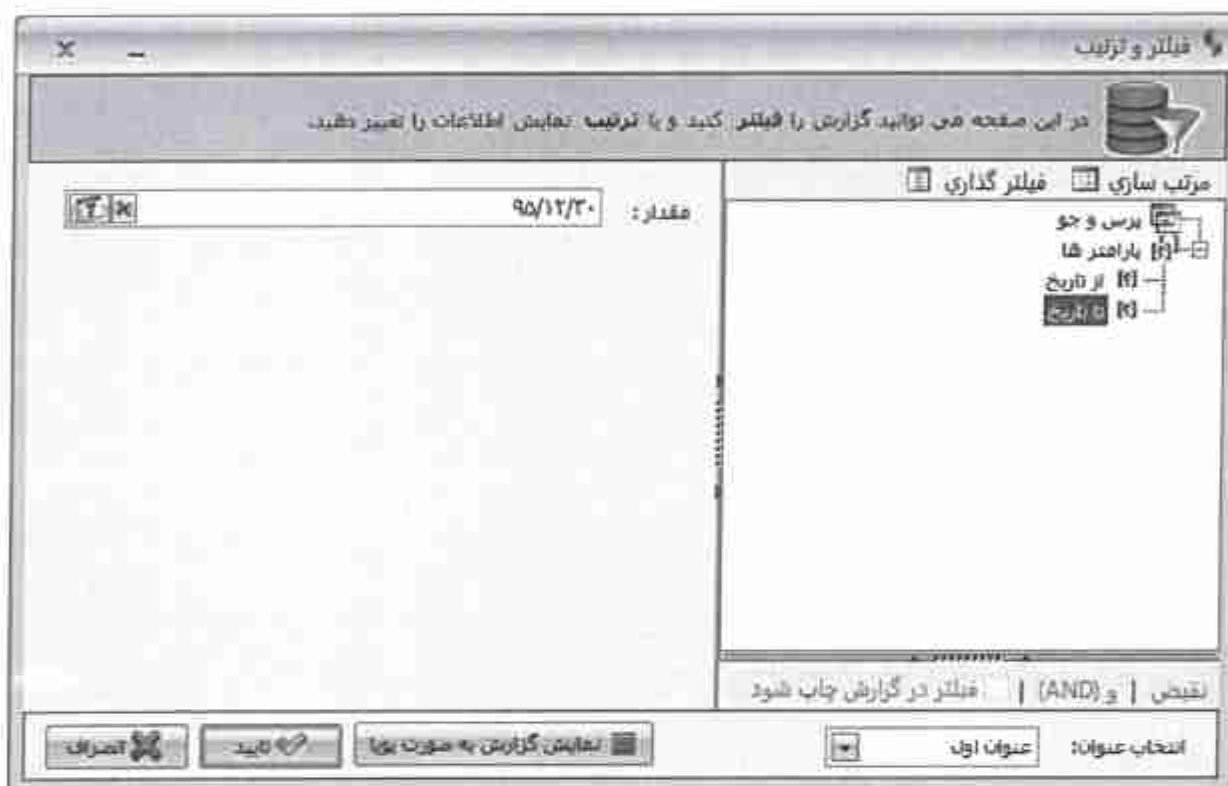 فیلتر و ترتیب
در این صفحه می توانید گزارش را فیلتر کنید و یا ترتیب نمایش اطلاعات را تغییر دهید.
مرتب سازی فیلتر گذاری
پرس و جو
پارامتر ها
از تاریخ
تا تاریخ
مقدار: ۹۵/۱۲/۳۰
نقیض | و (AND) | فیلتر در گزارش چاپ شود
انتخاب عنوان: عنوان اول
نمایش گزارش به صورت پویا
تایید
انصراف